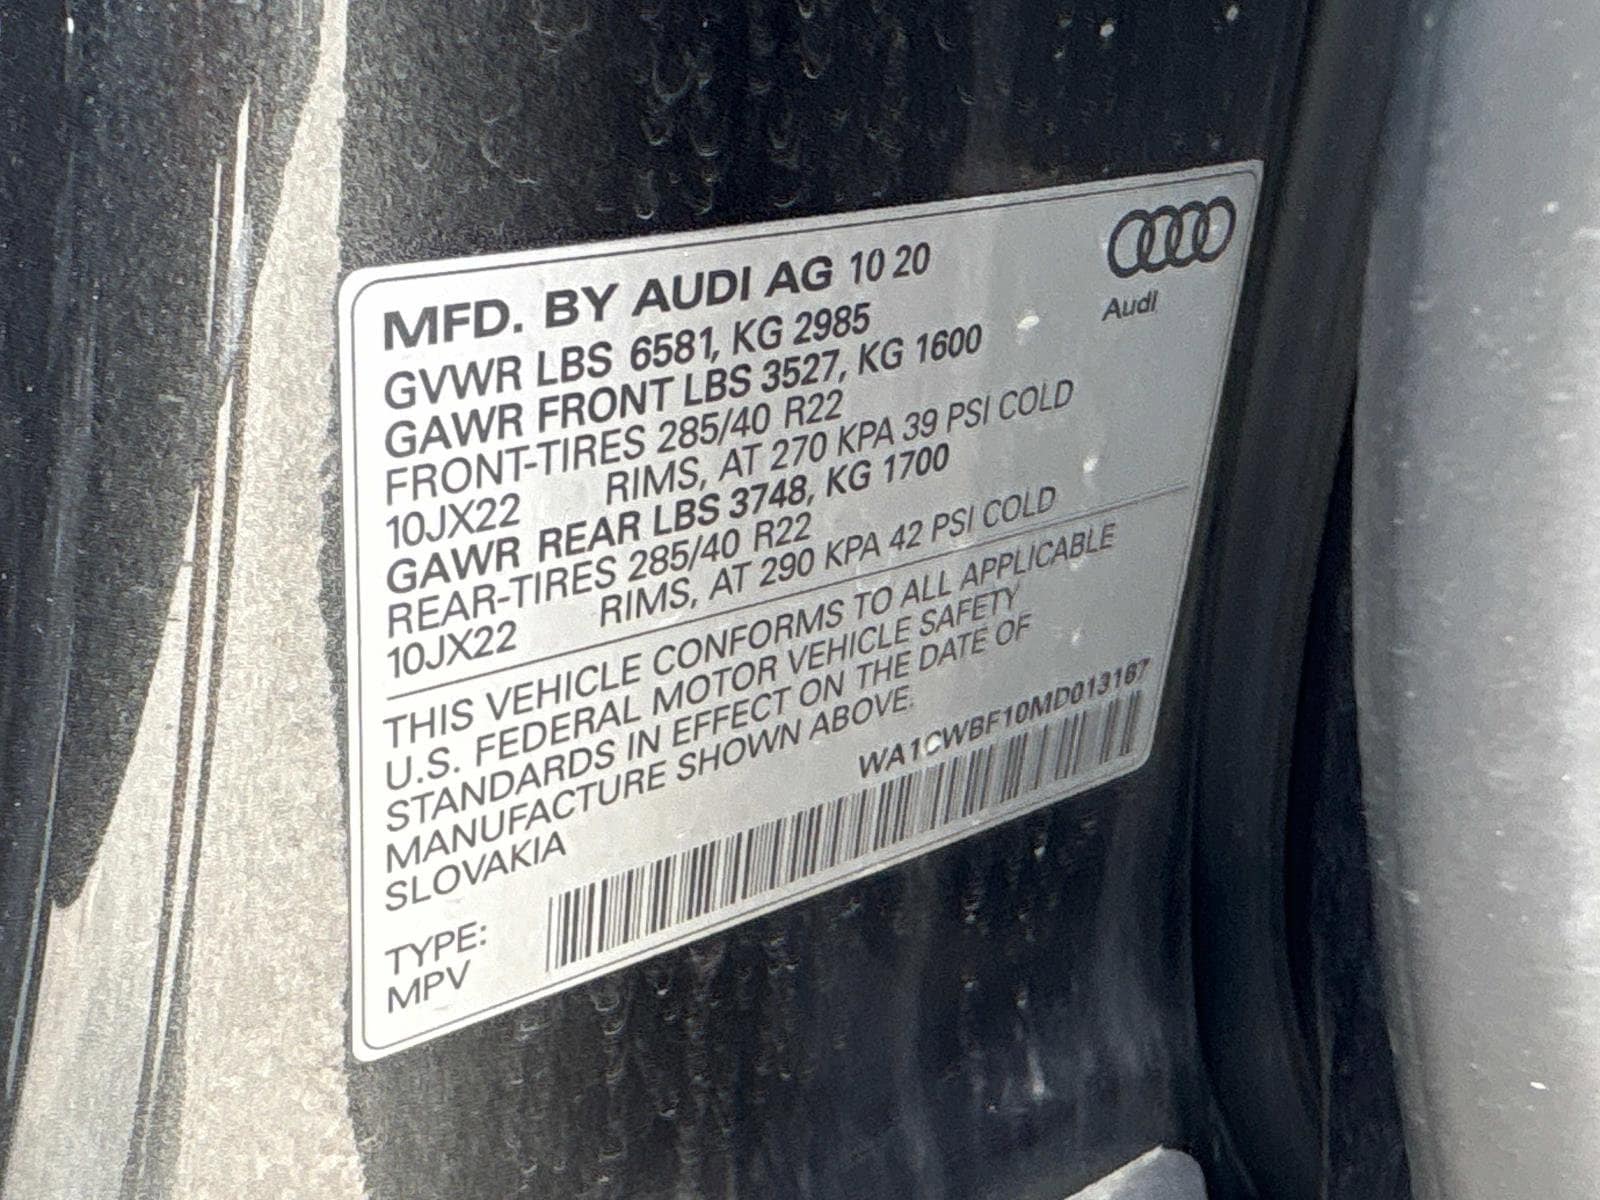 MFD. BY AUDI AG 10 20
Audi
GVWR LBS 6581, KG 2985
GAWR FRONT LBS 3527, KG 1600
FRONT-TIRES 285/40 R22
10JX22 RIMS, AT 270 KPA 39 PSI COLD
GAWR REAR LBS 3748, KG 1700
REAR-TIRES 285/40 R22
10JX22 RIMS, AT 290 KPA 42 PSI COLD
THIS VEHICLE CONFORMS TO ALL APPLICABLE
U.S. FEDERAL MOTOR VEHICLE SAFETY
STANDARDS IN EFFECT ON THE DATE OF
MANUFACTURE SHOWN ABOVE.
SLOVAKIA
WA1CWBF10MD013167
TYPE:
MPV